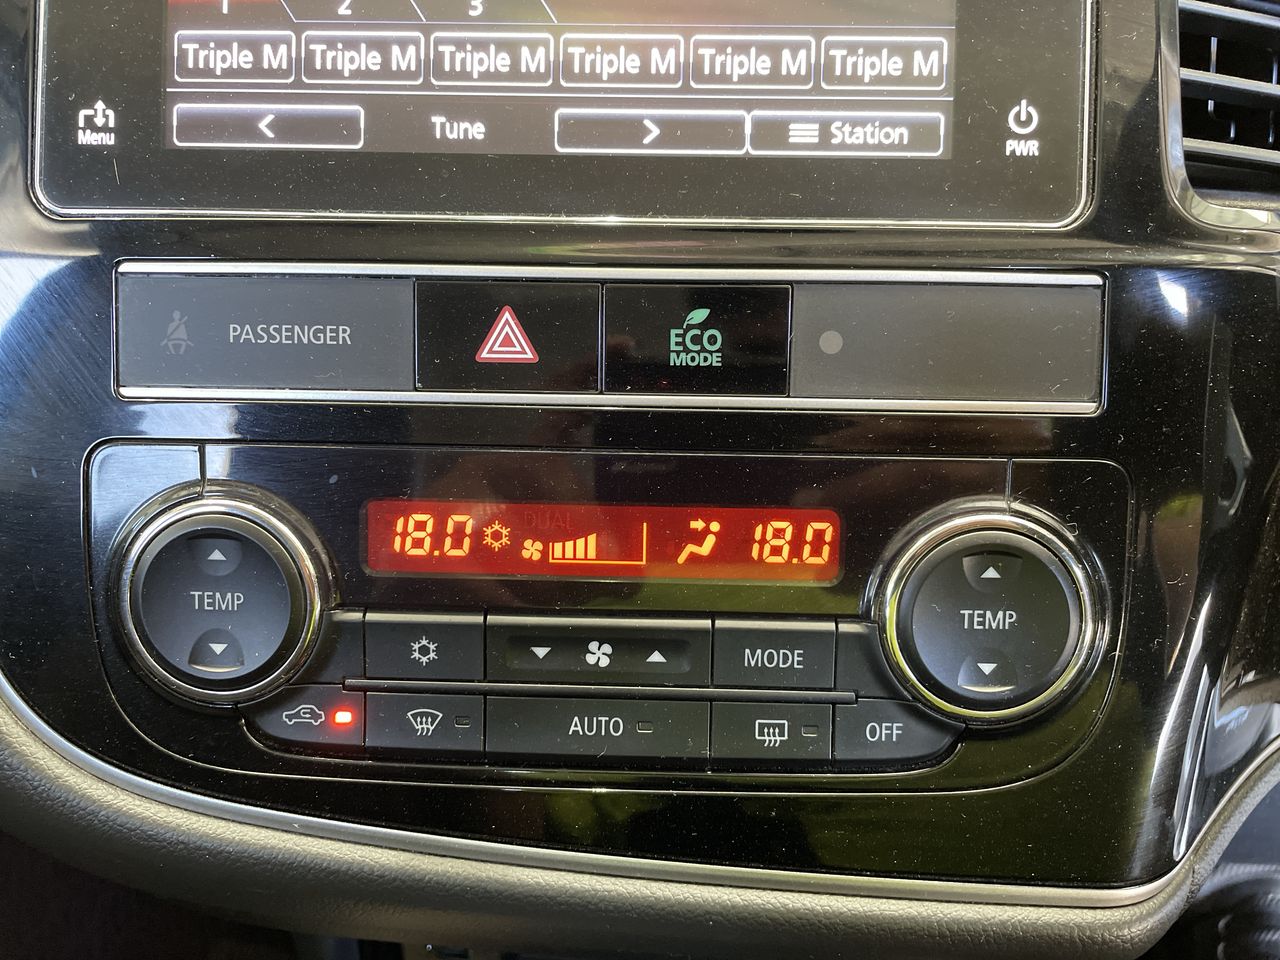 1 2 3
Triple M Triple M Triple M Triple M Triple M Triple M
Menu
Tune
Station
PWR
PASSENGER
ECO
MODE
DUAL
18.0
18.0
TEMP
TEMP
MODE
AUTO
OFF